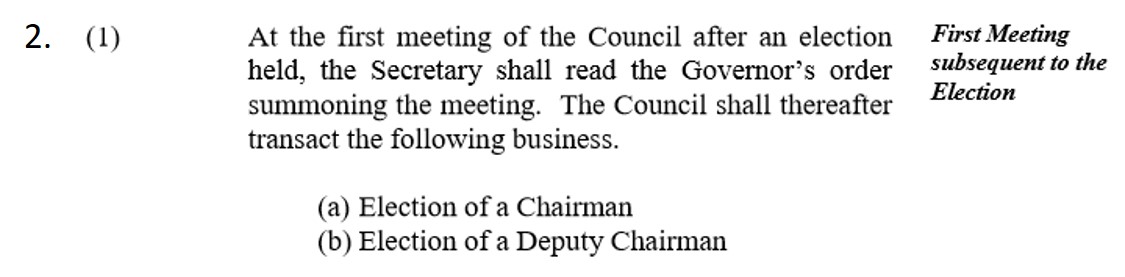 2. (1) At the first meeting of the Council after an election
held, the Secretary shall read the Governor's order
summoning the meeting. The Council shall thereafter
transact the following business.
(a) Election of a Chairman
(b) Election of a Deputy Chairman
First Meeting
subsequent to the
Election